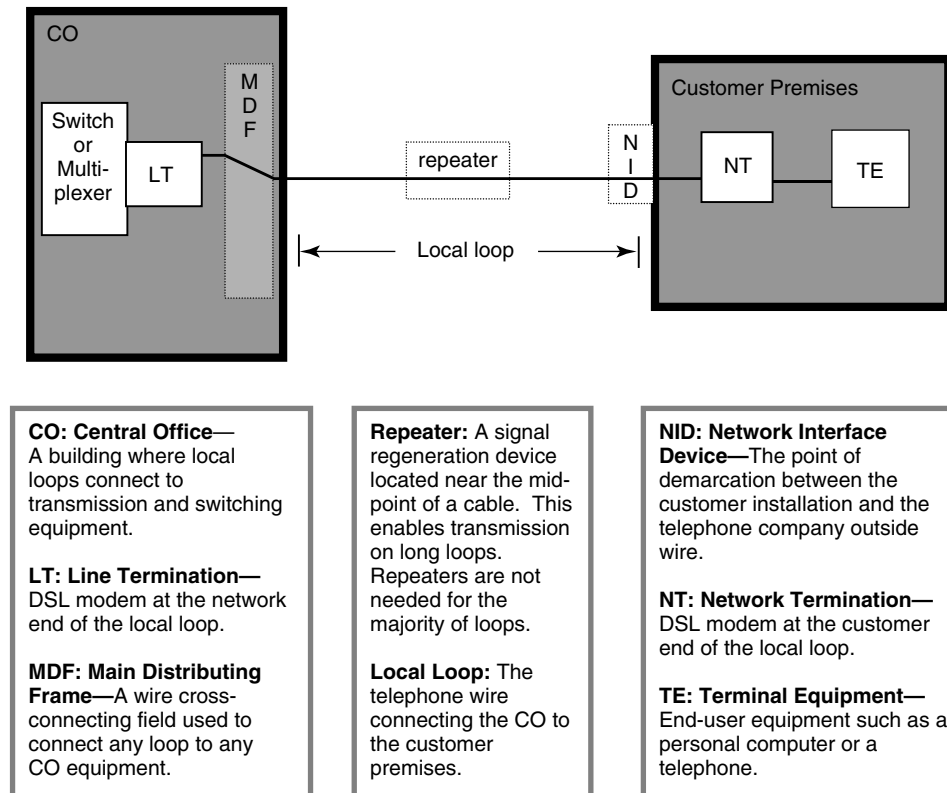 CO
Switch
or
Multi-
plexer
LT
M
D
F
repeater
Local loop
N
I
D
Customer Premises
NT
TE
CO: Central Office—
A building where local
loops connect to
transmission and switching
equipment.
LT: Line Termination—
DSL modem at the network
end of the local loop.
MDF: Main Distributing
Frame—A wire cross-
connecting field used to
connect any loop to any
CO equipment.
Repeater: A signal
regeneration device
located near the mid-
point of a cable. This
enables transmission
on long loops.
Repeaters are not
needed for the
majority of loops.
Local Loop: The
telephone wire
connecting the CO to
the customer
premises.
NID: Network Interface
Device—The point of
demarcation between the
customer installation and the
telephone company outside
wire.
NT: Network Termination—
DSL modem at the customer
end of the local loop.
TE: Terminal Equipment—
End-user equipment such as a
personal computer or a
telephone.